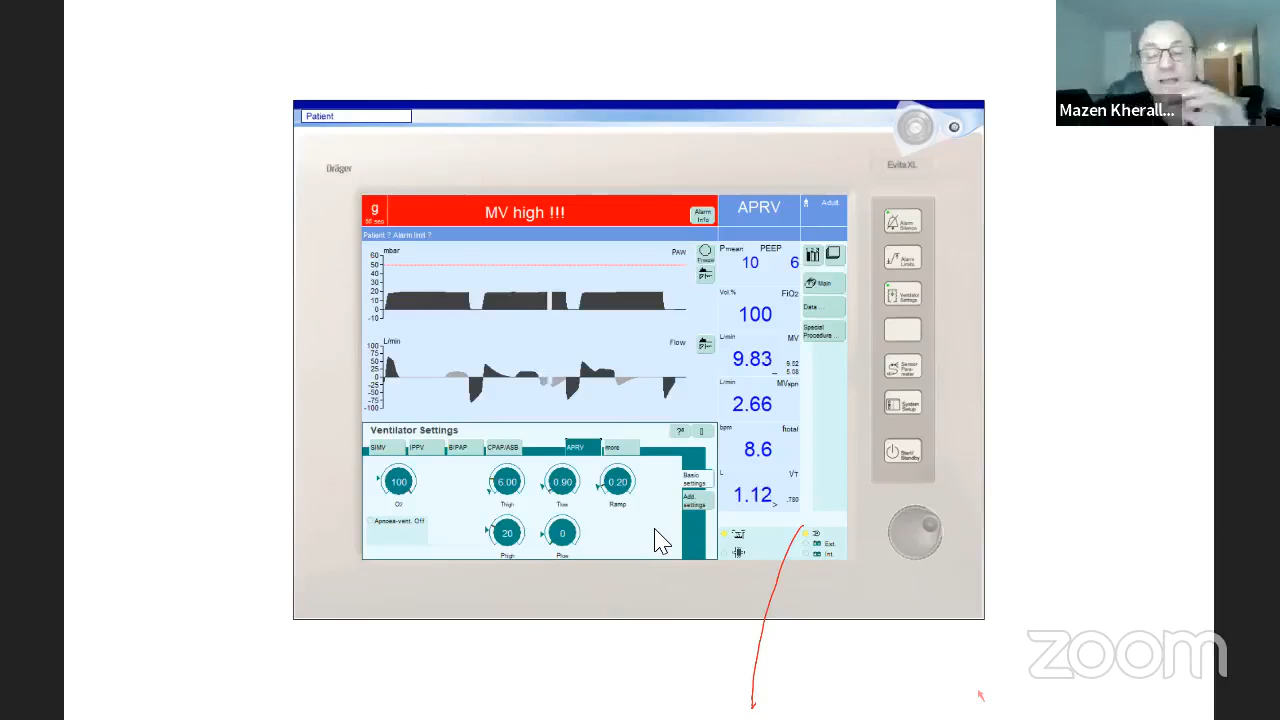 Patient
Mazen Kherall...
Dräger
Evita XL
g
MV high !!!
Alarm Info
APRV
Adult
Patient ? Alarm limit ?
mbar
PAW
60
50
40
30
20
10
0
-10
Freeze
L/min
Flow
100
75
50
25
0
-25
-50
-75
-100
Pmean PEEP
10 6
Vol.% FiO2
100
L/min MV
9.83
L/min MVspn
2.66
bpm ftotal
8.6
L VT
1.12 .780
Main
Data ...
Special Procedure ...
Ext.
Int.
Ventilator Settings
SIMV IPPV BIPAP CPAP/ASB APRV more
100 6.00 0.90 0.20
O2 Thigh Tlow Ramp
Apnoea-vent. Off
20 0
Phigh Plow
Basic settings
Add. settings
Alarm Silence
Alarm Limits
Ventilator Settings
Sensor Para- meter
System Setup
Start/ Standby
zoom